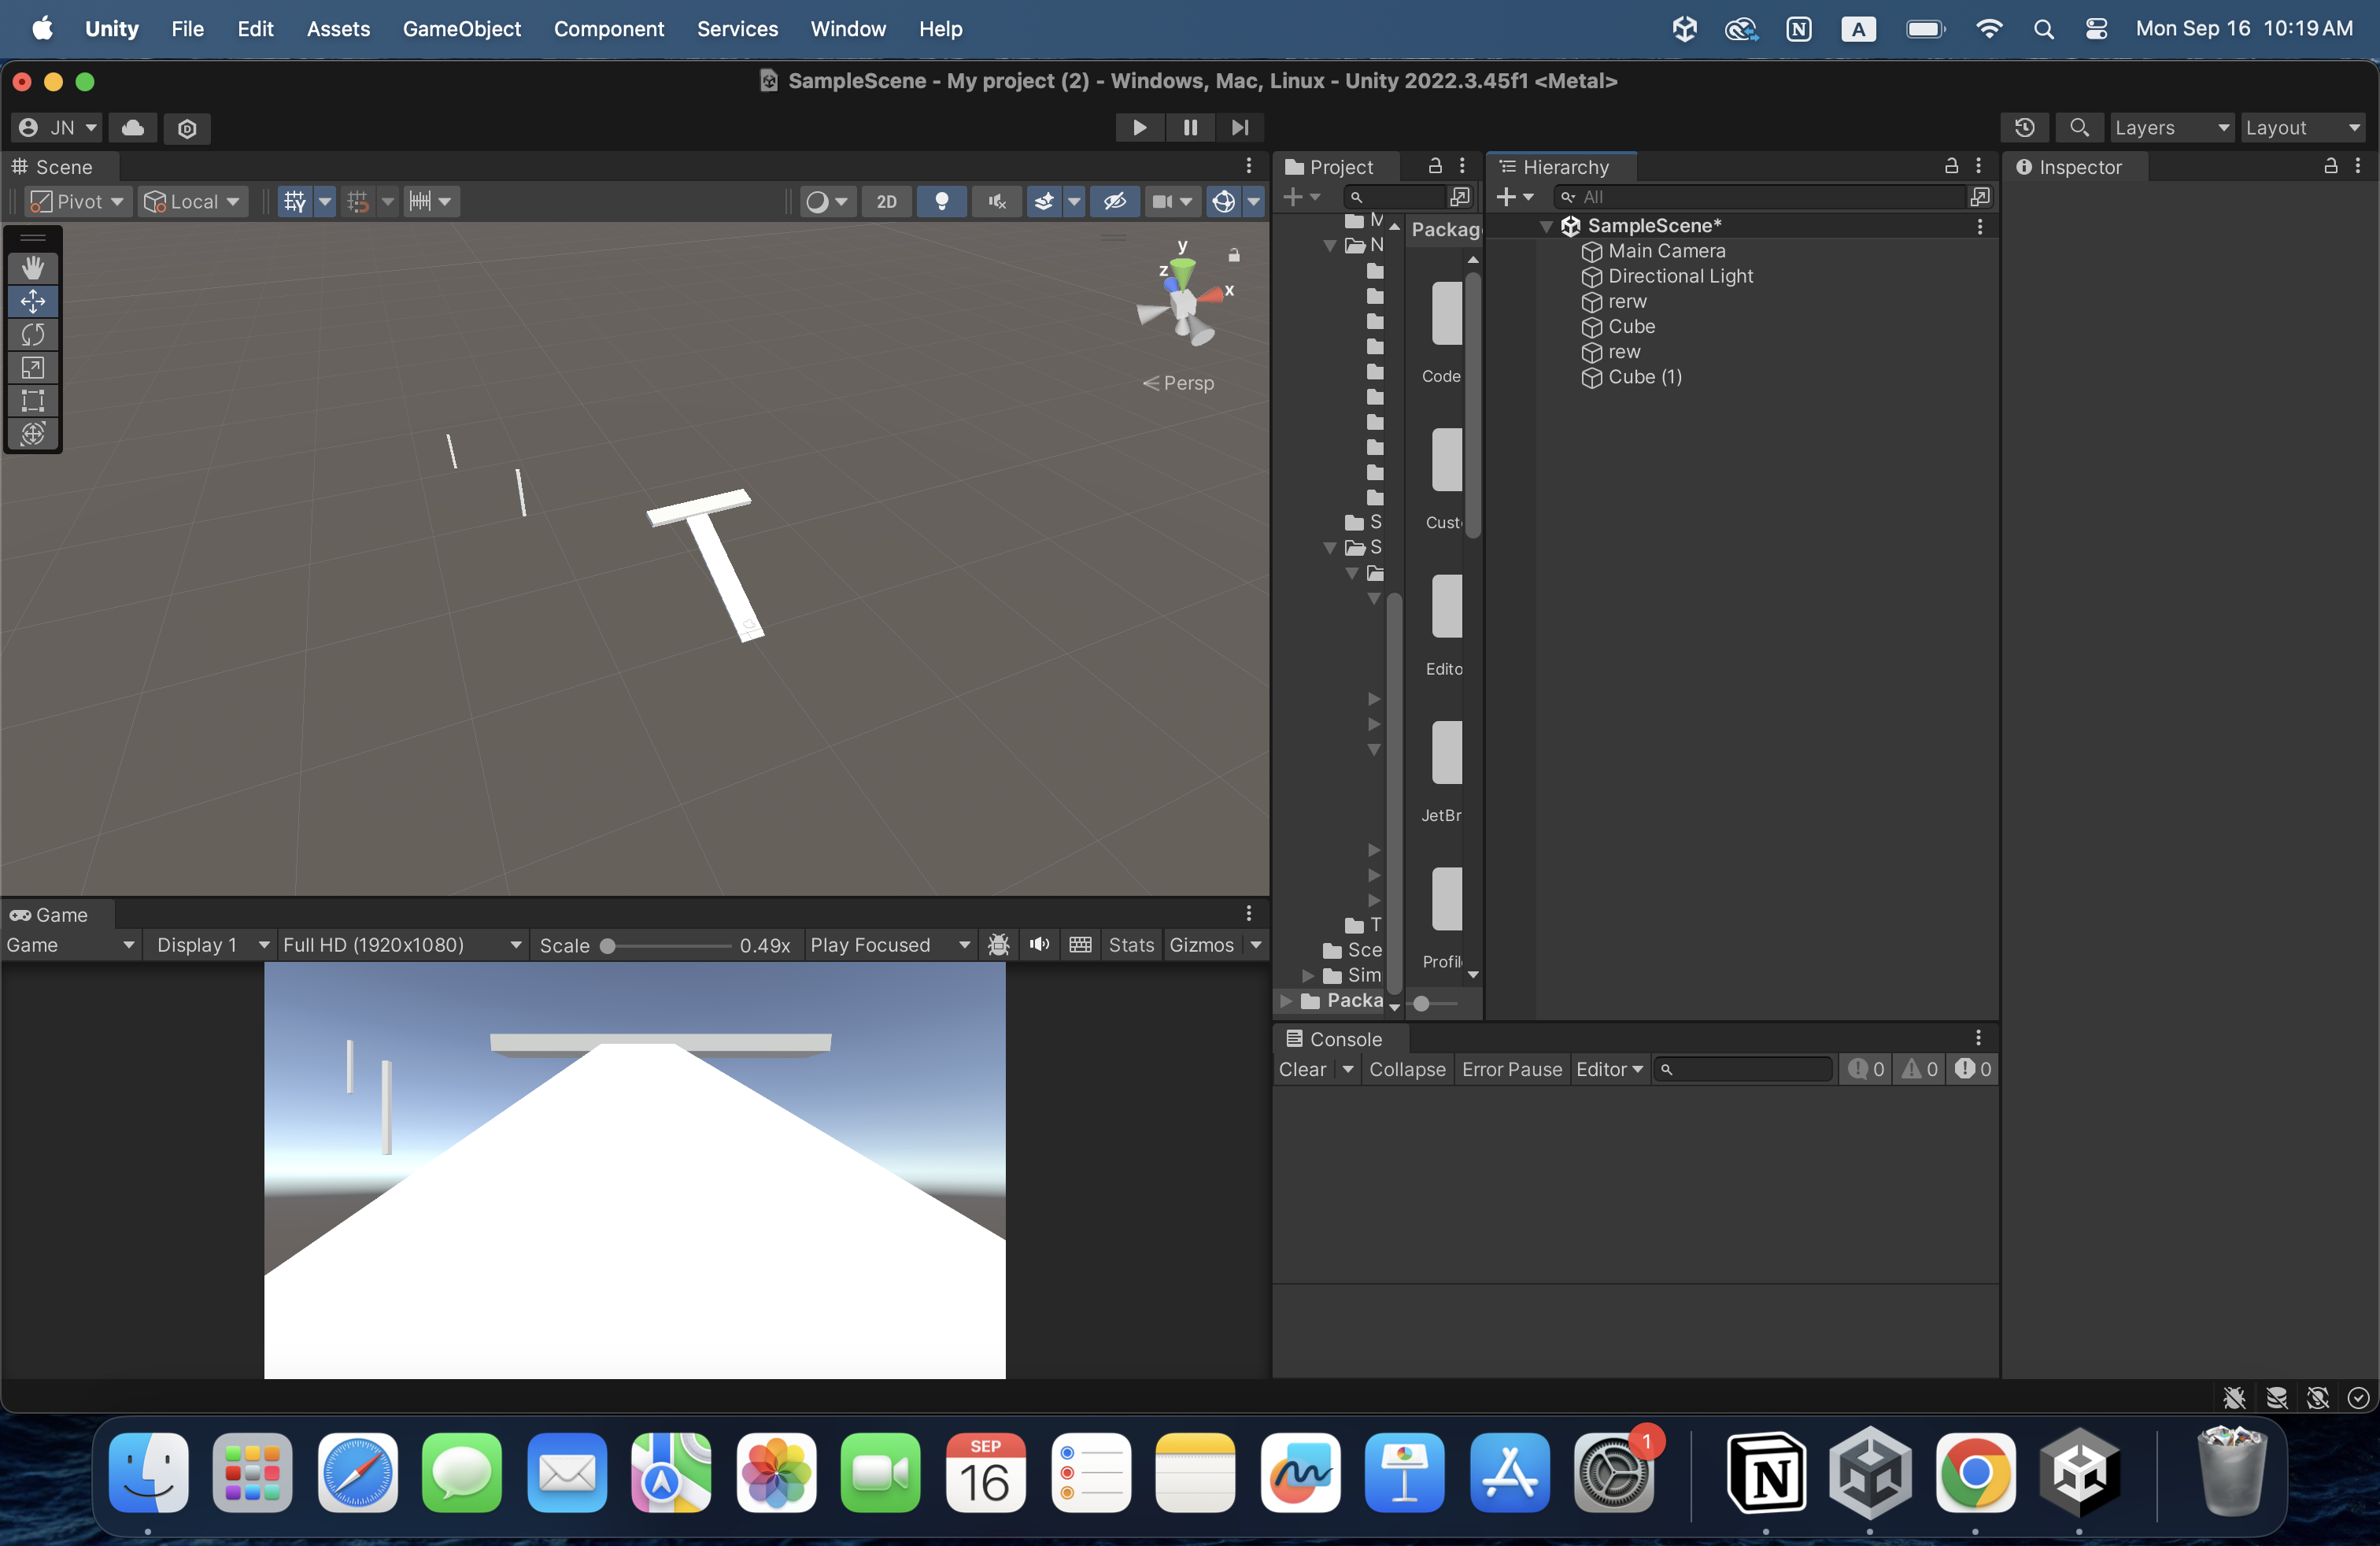 Unity File Edit Assets GameObject Component Services Window Help A Mon Sep 16 10:19 AM
SampleScene - My project (2) - Windows, Mac, Linux - Unity 2022.3.45f1 <Metal>
JN Layers Layout
Scene
Pivot Local 2D
y
z
x
Persp
Project
M
N
S
S
T
Sce
Sim
Packa
Packag
Code
Cust
Edito
JetBr
Profil
Hierarchy
All
SampleScene*
Main Camera
Directional Light
rerw
Cube
rew
Cube (1)
Inspector
Game
Game Display 1 Full HD (1920x1080) Scale 0.49x Play Focused Stats Gizmos
Console
Clear Collapse Error Pause Editor 0 0 0
SEP
16
1
N